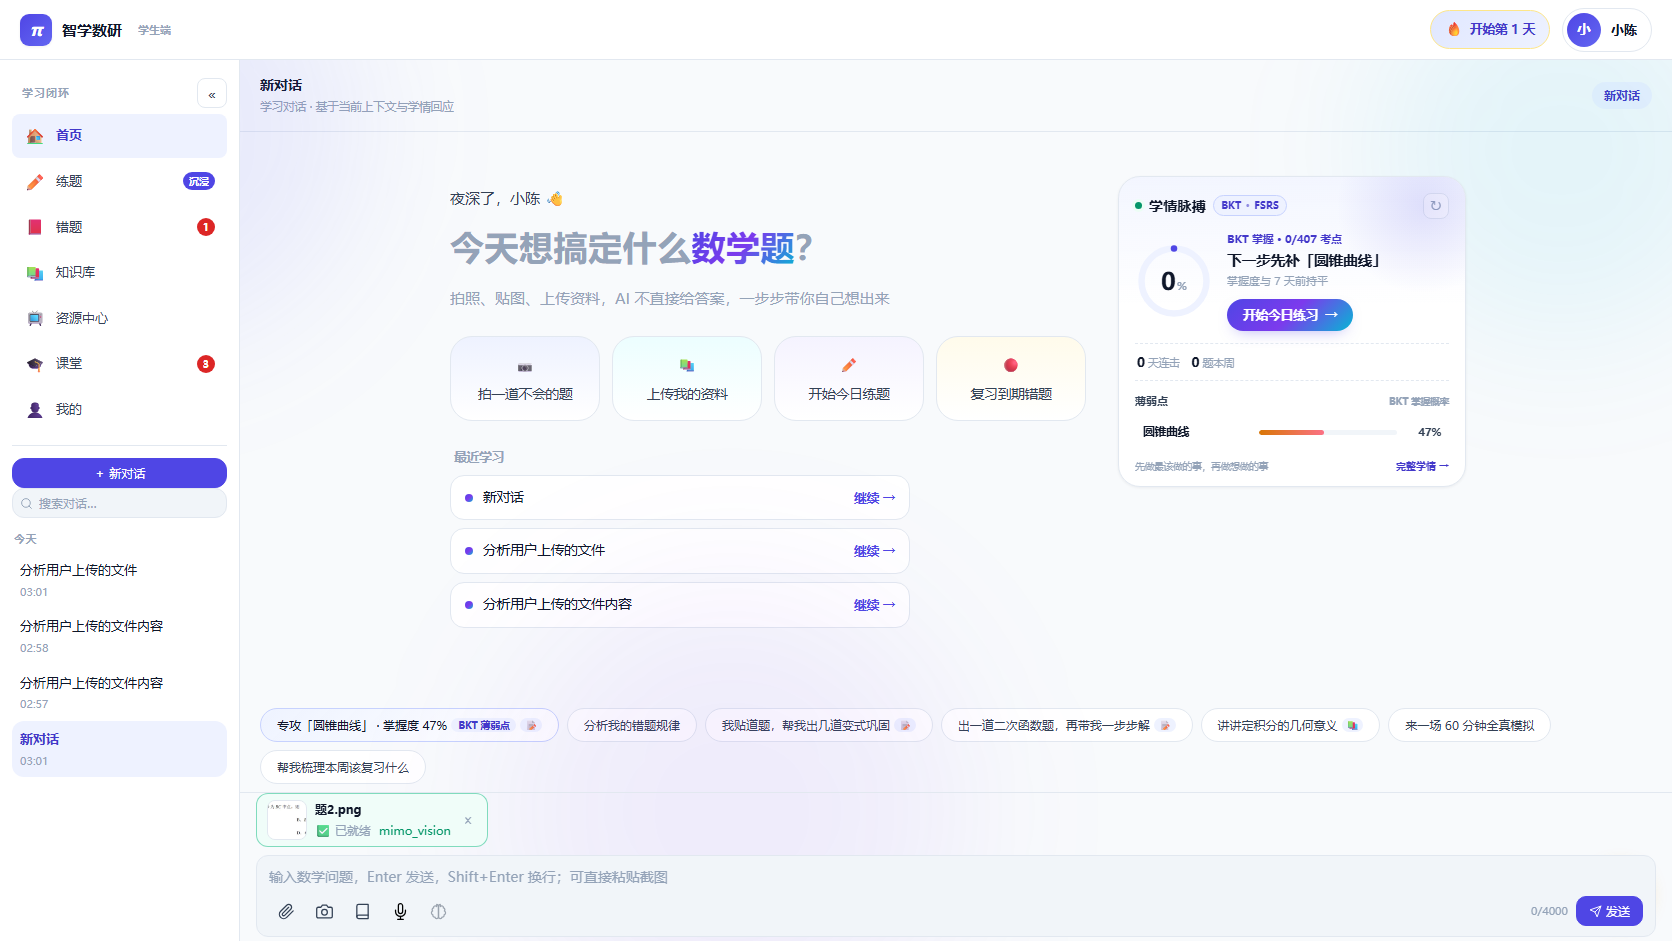 π 智学数研 学生端
开始第 1 天
小 小陈
学习闭环
«
首页
练题 沉浸
错题 1
知识库
资源中心
课堂 3
我的
+ 新对话
搜索对话...
今天
分析用户上传的文件
03:01
分析用户上传的文件内容
02:58
分析用户上传的文件内容
02:57
新对话
03:01
新对话
学习对话 · 基于当前上下文与学情回应
新对话
夜深了，小陈
今天想搞定什么数学题?
拍照、贴图、上传资料，AI 不直接给答案，一步步带你自己想出来
拍一道不会的题
上传我的资料
开始今日练题
复习到期错题
最近学习
新对话 继续 →
分析用户上传的文件 继续 →
分析用户上传的文件内容 继续 →
学情脉搏 BKT · FSRS ↻
0%
BKT 掌握 • 0/407 考点
下一步先补「圆锥曲线」
掌握度与 7 天前持平
开始今日练习 →
0 天连击 0 题本周
薄弱点 BKT 掌握概率
圆锥曲线 47%
先做最该做的事，再做想做的事 完整学情 →
专攻「圆锥曲线」 · 掌握度 47% BKT 薄弱点
分析我的错题规律
我贴道题，帮我出几道变式巩固
出一道二次函数题，再带我一步步解
讲讲定积分的几何意义
来一场 60 分钟全真模拟
帮我梳理本周该复习什么
题2.png
已就绪 mimo_vision ×
输入数学问题，Enter 发送，Shift+Enter 换行；可直接粘贴截图
0/4000 发送